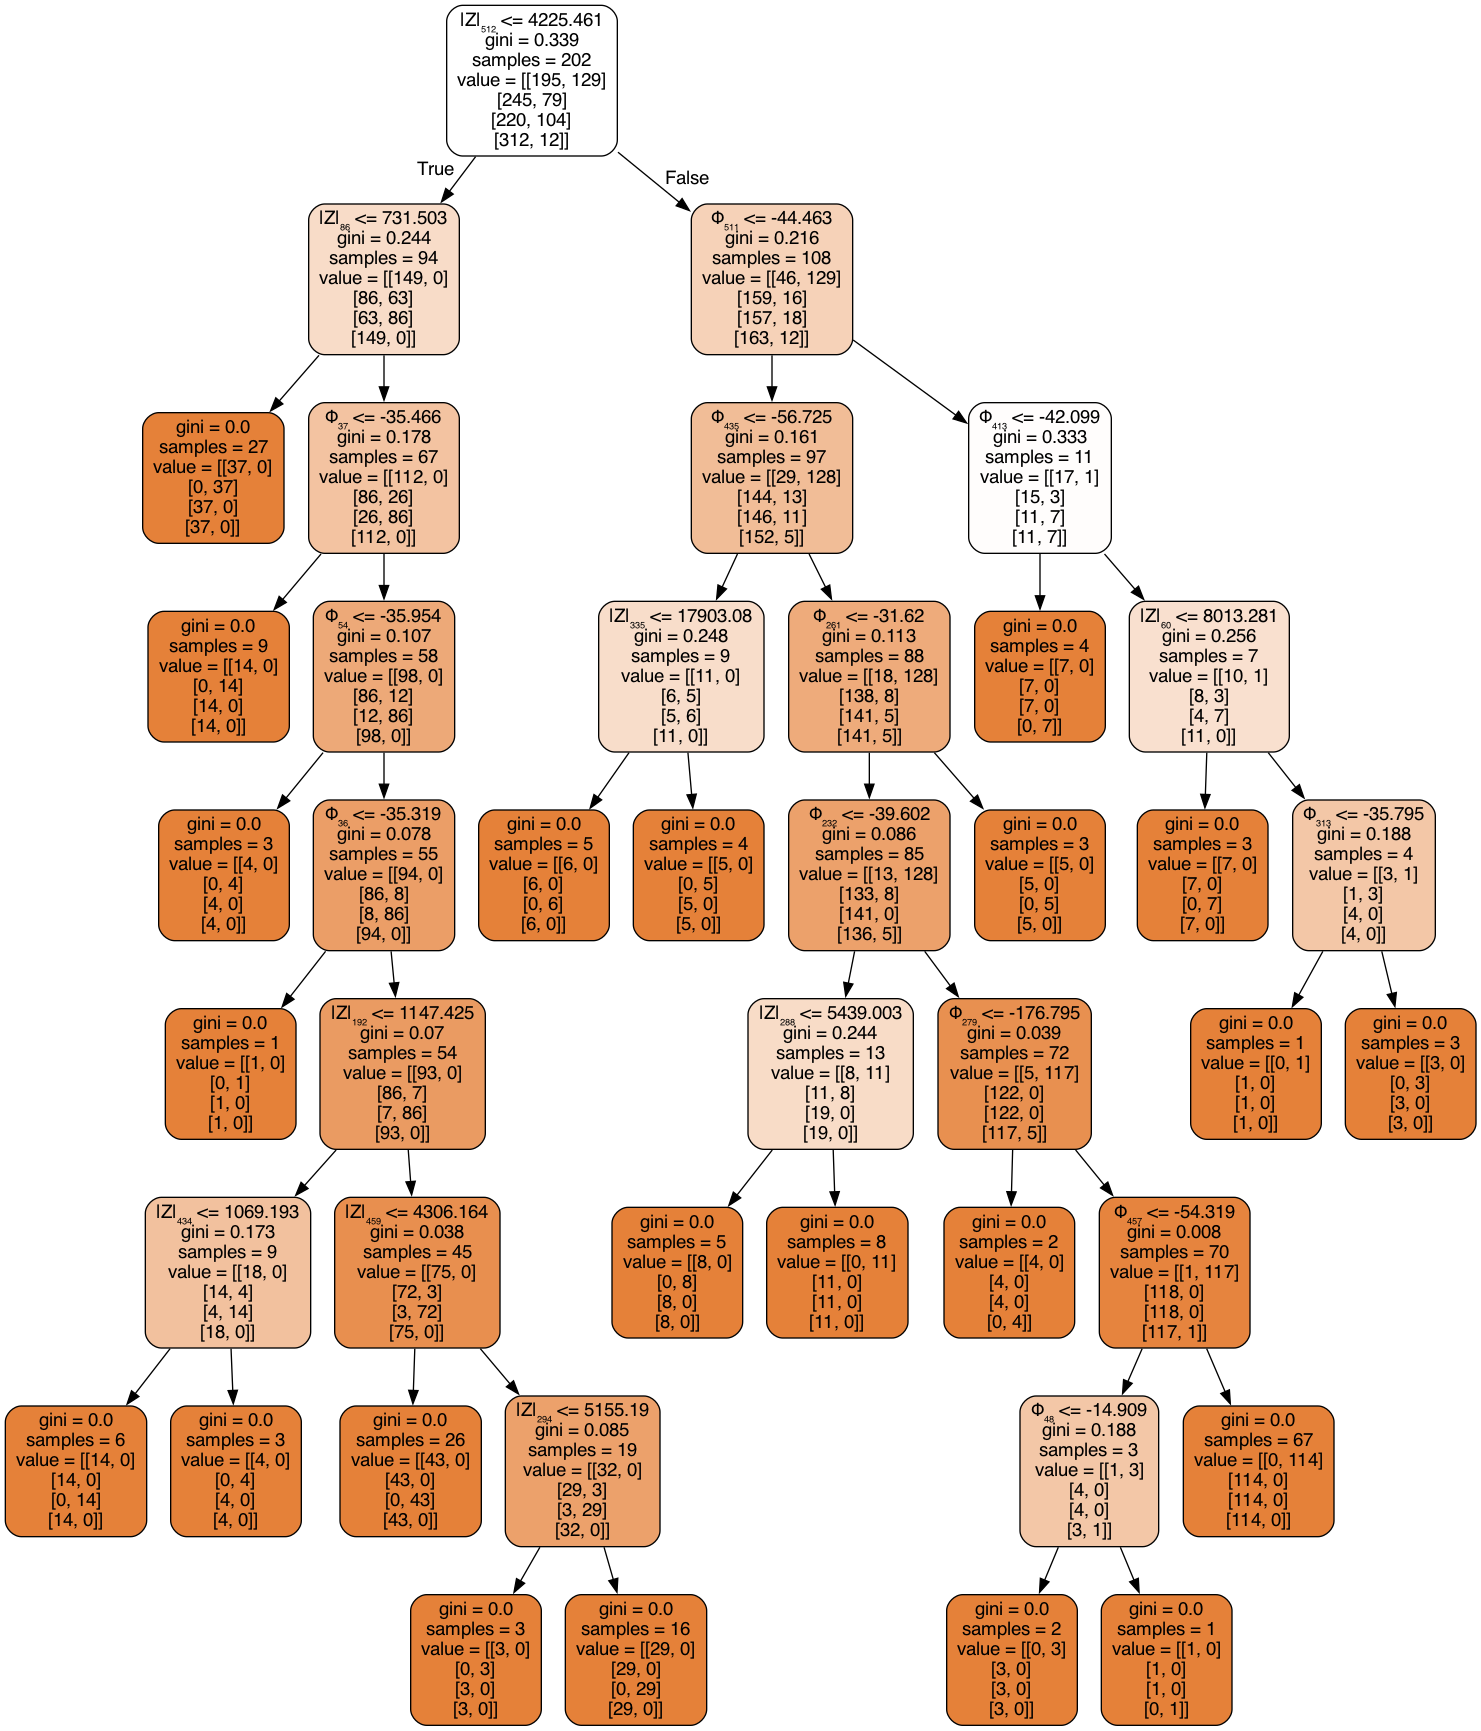 |Z|512 <= 4225.461
gini = 0.339
samples = 202
value = [[195, 129]
[245, 79]
[220, 104]
[312, 12]]
True
False
|Z|86 <= 731.503
gini = 0.244
samples = 94
value = [[149, 0]
[86, 63]
[63, 86]
[149, 0]]
Φ511 <= -44.463
gini = 0.216
samples = 108
value = [[46, 129]
[159, 16]
[157, 18]
[163, 12]]
gini = 0.0
samples = 27
value = [[37, 0]
[0, 37]
[37, 0]
[37, 0]]
Φ37 <= -35.466
gini = 0.178
samples = 67
value = [[112, 0]
[86, 26]
[26, 86]
[112, 0]]
Φ435 <= -56.725
gini = 0.161
samples = 97
value = [[29, 128]
[144, 13]
[146, 11]
[152, 5]]
Φ413 <= -42.099
gini = 0.333
samples = 11
value = [[17, 1]
[15, 3]
[11, 7]
[11, 7]]
gini = 0.0
samples = 9
value = [[14, 0]
[0, 14]
[14, 0]
[14, 0]]
Φ54 <= -35.954
gini = 0.107
samples = 58
value = [[98, 0]
[86, 12]
[12, 86]
[98, 0]]
|Z|335 <= 17903.08
gini = 0.248
samples = 9
value = [[11, 0]
[6, 5]
[5, 6]
[11, 0]]
Φ261 <= -31.62
gini = 0.113
samples = 88
value = [[18, 128]
[138, 8]
[141, 5]
[141, 5]]
gini = 0.0
samples = 4
value = [[7, 0]
[7, 0]
[7, 0]
[0, 7]]
|Z|60 <= 8013.281
gini = 0.256
samples = 7
value = [[10, 1]
[8, 3]
[4, 7]
[11, 0]]
gini = 0.0
samples = 3
value = [[4, 0]
[0, 4]
[4, 0]
[4, 0]]
Φ36 <= -35.319
gini = 0.078
samples = 55
value = [[94, 0]
[86, 8]
[8, 86]
[94, 0]]
gini = 0.0
samples = 5
value = [[6, 0]
[6, 0]
[0, 6]
[6, 0]]
gini = 0.0
samples = 4
value = [[5, 0]
[0, 5]
[5, 0]
[5, 0]]
Φ232 <= -39.602
gini = 0.086
samples = 85
value = [[13, 128]
[133, 8]
[141, 0]
[136, 5]]
gini = 0.0
samples = 3
value = [[5, 0]
[5, 0]
[0, 5]
[5, 0]]
gini = 0.0
samples = 3
value = [[7, 0]
[7, 0]
[0, 7]
[7, 0]]
Φ313 <= -35.795
gini = 0.188
samples = 4
value = [[3, 1]
[1, 3]
[4, 0]
[4, 0]]
gini = 0.0
samples = 1
value = [[1, 0]
[0, 1]
[1, 0]
[1, 0]]
|Z|192 <= 1147.425
gini = 0.07
samples = 54
value = [[93, 0]
[86, 7]
[7, 86]
[93, 0]]
|Z|288 <= 5439.003
gini = 0.244
samples = 13
value = [[8, 11]
[11, 8]
[19, 0]
[19, 0]]
Φ279 <= -176.795
gini = 0.039
samples = 72
value = [[5, 117]
[122, 0]
[122, 0]
[117, 5]]
gini = 0.0
samples = 1
value = [[0, 1]
[1, 0]
[1, 0]
[1, 0]]
gini = 0.0
samples = 3
value = [[3, 0]
[0, 3]
[3, 0]
[3, 0]]
|Z|434 <= 1069.193
gini = 0.173
samples = 9
value = [[18, 0]
[14, 4]
[4, 14]
[18, 0]]
|Z|459 <= 4306.164
gini = 0.038
samples = 45
value = [[75, 0]
[72, 3]
[3, 72]
[75, 0]]
gini = 0.0
samples = 5
value = [[8, 0]
[0, 8]
[8, 0]
[8, 0]]
gini = 0.0
samples = 8
value = [[0, 11]
[11, 0]
[11, 0]
[11, 0]]
gini = 0.0
samples = 2
value = [[4, 0]
[4, 0]
[4, 0]
[0, 4]]
Φ457 <= -54.319
gini = 0.008
samples = 70
value = [[1, 117]
[118, 0]
[118, 0]
[117, 1]]
gini = 0.0
samples = 6
value = [[14, 0]
[14, 0]
[0, 14]
[14, 0]]
gini = 0.0
samples = 3
value = [[4, 0]
[0, 4]
[4, 0]
[4, 0]]
gini = 0.0
samples = 26
value = [[43, 0]
[43, 0]
[0, 43]
[43, 0]]
|Z|294 <= 5155.19
gini = 0.085
samples = 19
value = [[32, 0]
[29, 3]
[3, 29]
[32, 0]]
Φ48 <= -14.909
gini = 0.188
samples = 3
value = [[1, 3]
[4, 0]
[4, 0]
[3, 1]]
gini = 0.0
samples = 67
value = [[0, 114]
[114, 0]
[114, 0]
[114, 0]]
gini = 0.0
samples = 3
value = [[3, 0]
[0, 3]
[3, 0]
[3, 0]]
gini = 0.0
samples = 16
value = [[29, 0]
[29, 0]
[0, 29]
[29, 0]]
gini = 0.0
samples = 2
value = [[0, 3]
[3, 0]
[3, 0]
[3, 0]]
gini = 0.0
samples = 1
value = [[1, 0]
[1, 0]
[1, 0]
[0, 1]]